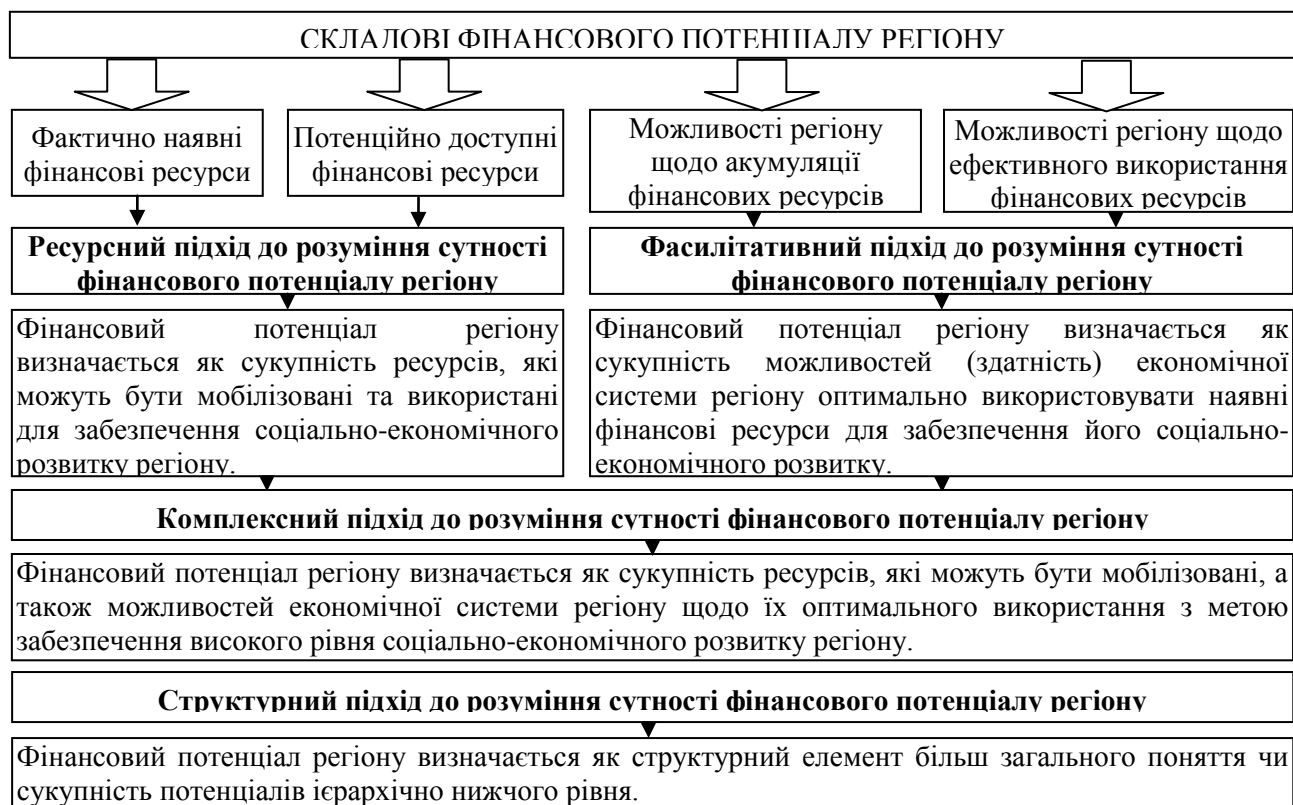 СКЛАДОВІ ФІНАНСОВОГО ПОТЕНЦІАЛУ РЕГІОНУ
Фактично наявні
фінансові ресурси
Потенційно доступні
фінансові ресурси
Можливості регіону
щодо акумуляції
фінансових ресурсів
Можливості регіону щодо
ефективного використання
фінансових ресурсів
Ресурсний підхід до розуміння сутності
фінансового потенціалу регіону
Фасилітативний підхід до розуміння сутності
фінансового потенціалу регіону
Фінансовий потенціал регіону
визначається як сукупність ресурсів, які
можуть бути мобілізовані та використані
для забезпечення соціально-економічного
розвитку регіону.
Фінансовий потенціал регіону визначається як
сукупність можливостей (здатність) економічної
системи регіону оптимально використовувати наявні
фінансові ресурси для забезпечення його соціально-
економічного розвитку.
Комплексний підхід до розуміння сутності фінансового потенціалу регіону
Фінансовий потенціал регіону визначається як сукупність ресурсів, які можуть бути мобілізовані, а
також можливостей економічної системи регіону щодо їх оптимального використання з метою
забезпечення високого рівня соціально-економічного розвитку регіону.
Структурний підхід до розуміння сутності фінансового потенціалу регіону
Фінансовий потенціал регіону визначається як структурний елемент більш загального поняття чи
сукупність потенціалів ієрархічно нижчого рівня.